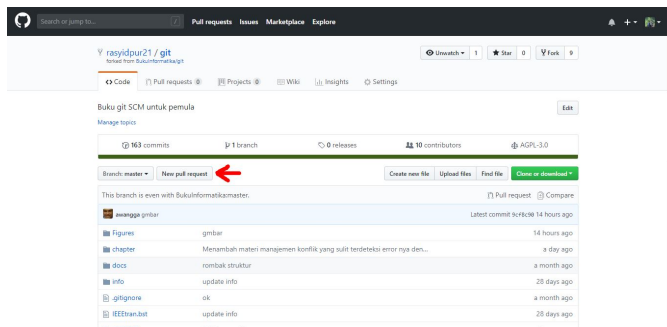 Search or jump to... / Pull requests Issues Marketplace Explore
rasyidpur21 / git
forked from BukuInformatika/git
Unwatch 1 Star 0 Fork 9
Code Pull requests 0 Projects 0 Wiki Insights Settings
Buku git SCM untuk pemula Edit
Manage topics
163 commits 1 branch 0 releases 10 contributors AGPL-3.0
Branch: master New pull request Create new file Upload files Find file Clone or download
This branch is even with BukuInformatika:master. Pull request Compare
awangga gmbar Latest commit 9cf8c90 14 hours ago
Figures gmbar 14 hours ago
chapter Menambah materi manajemen konflik yang sulit terdeteksi error nya den... a day ago
docs rombak struktur a month ago
info update info 28 days ago
.gitignore ok a month ago
IEEEtran.bst update info 28 days ago